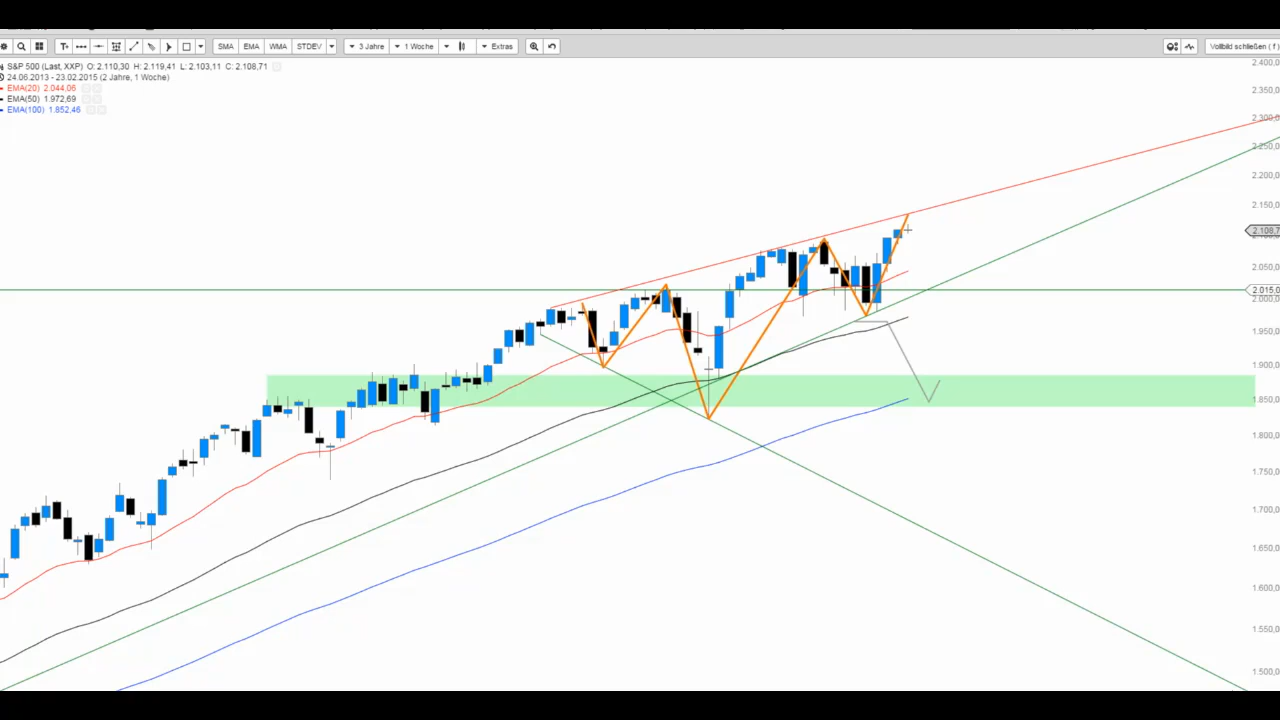 T
SMA EMA WMA STDEV 3 Jahre 1 Woche Extras Vollbild schließen ( f )
S&P 500 (Last, XXP) O: 2.110,30 H: 2.119,41 L: 2.103,11 C: 2.108,71
24.06.2013 - 23.02.2015 (2 Jahre, 1 Woche)
EMA(20) 2.044,06
EMA(50) 1.972,69
EMA(100) 1.852,46
2.400,
2.350,0
2.300,0
2.250,0
2.200,0
2.150,0
2.108,7
2.050,0
2.015,0
2.000,0
1.950,0
1.900,0
1.850,0
1.800,0
1.750,0
1.700,0
1.650,0
1.600,0
1.550,0
1.500,0